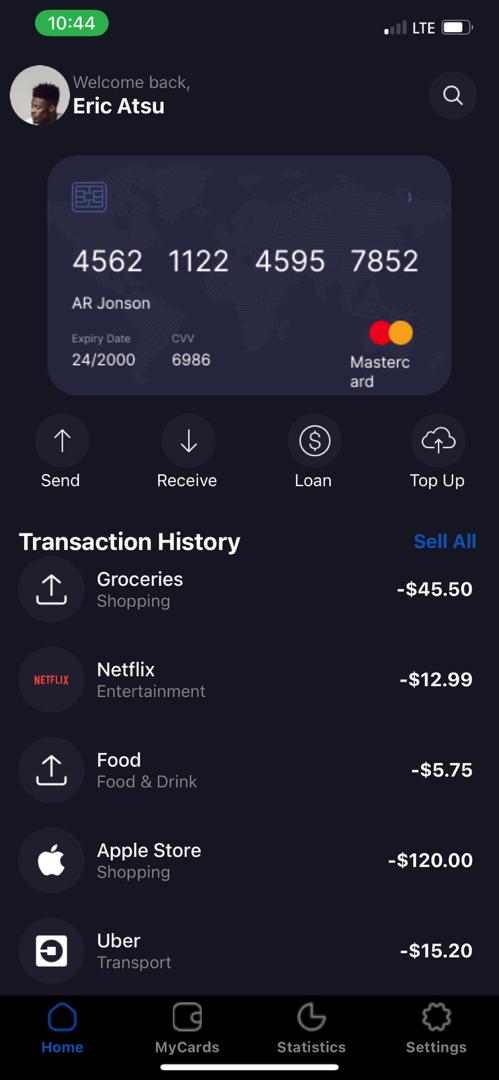 10:44
LTE
Welcome back,
Eric Atsu
4562 1122 4595 7852
AR Jonson
Expiry Date
CVV
24/2000
6986
Masterc
ard
Send
Receive
Loan
Top Up
Transaction History
Sell All
Groceries
Shopping
-$45.50
NETFLIX
Netflix
Entertainment
-$12.99
Food
Food & Drink
-$5.75
Apple Store
Shopping
-$120.00
Uber
Transport
-$15.20
Home
MyCards
Statistics
Settings